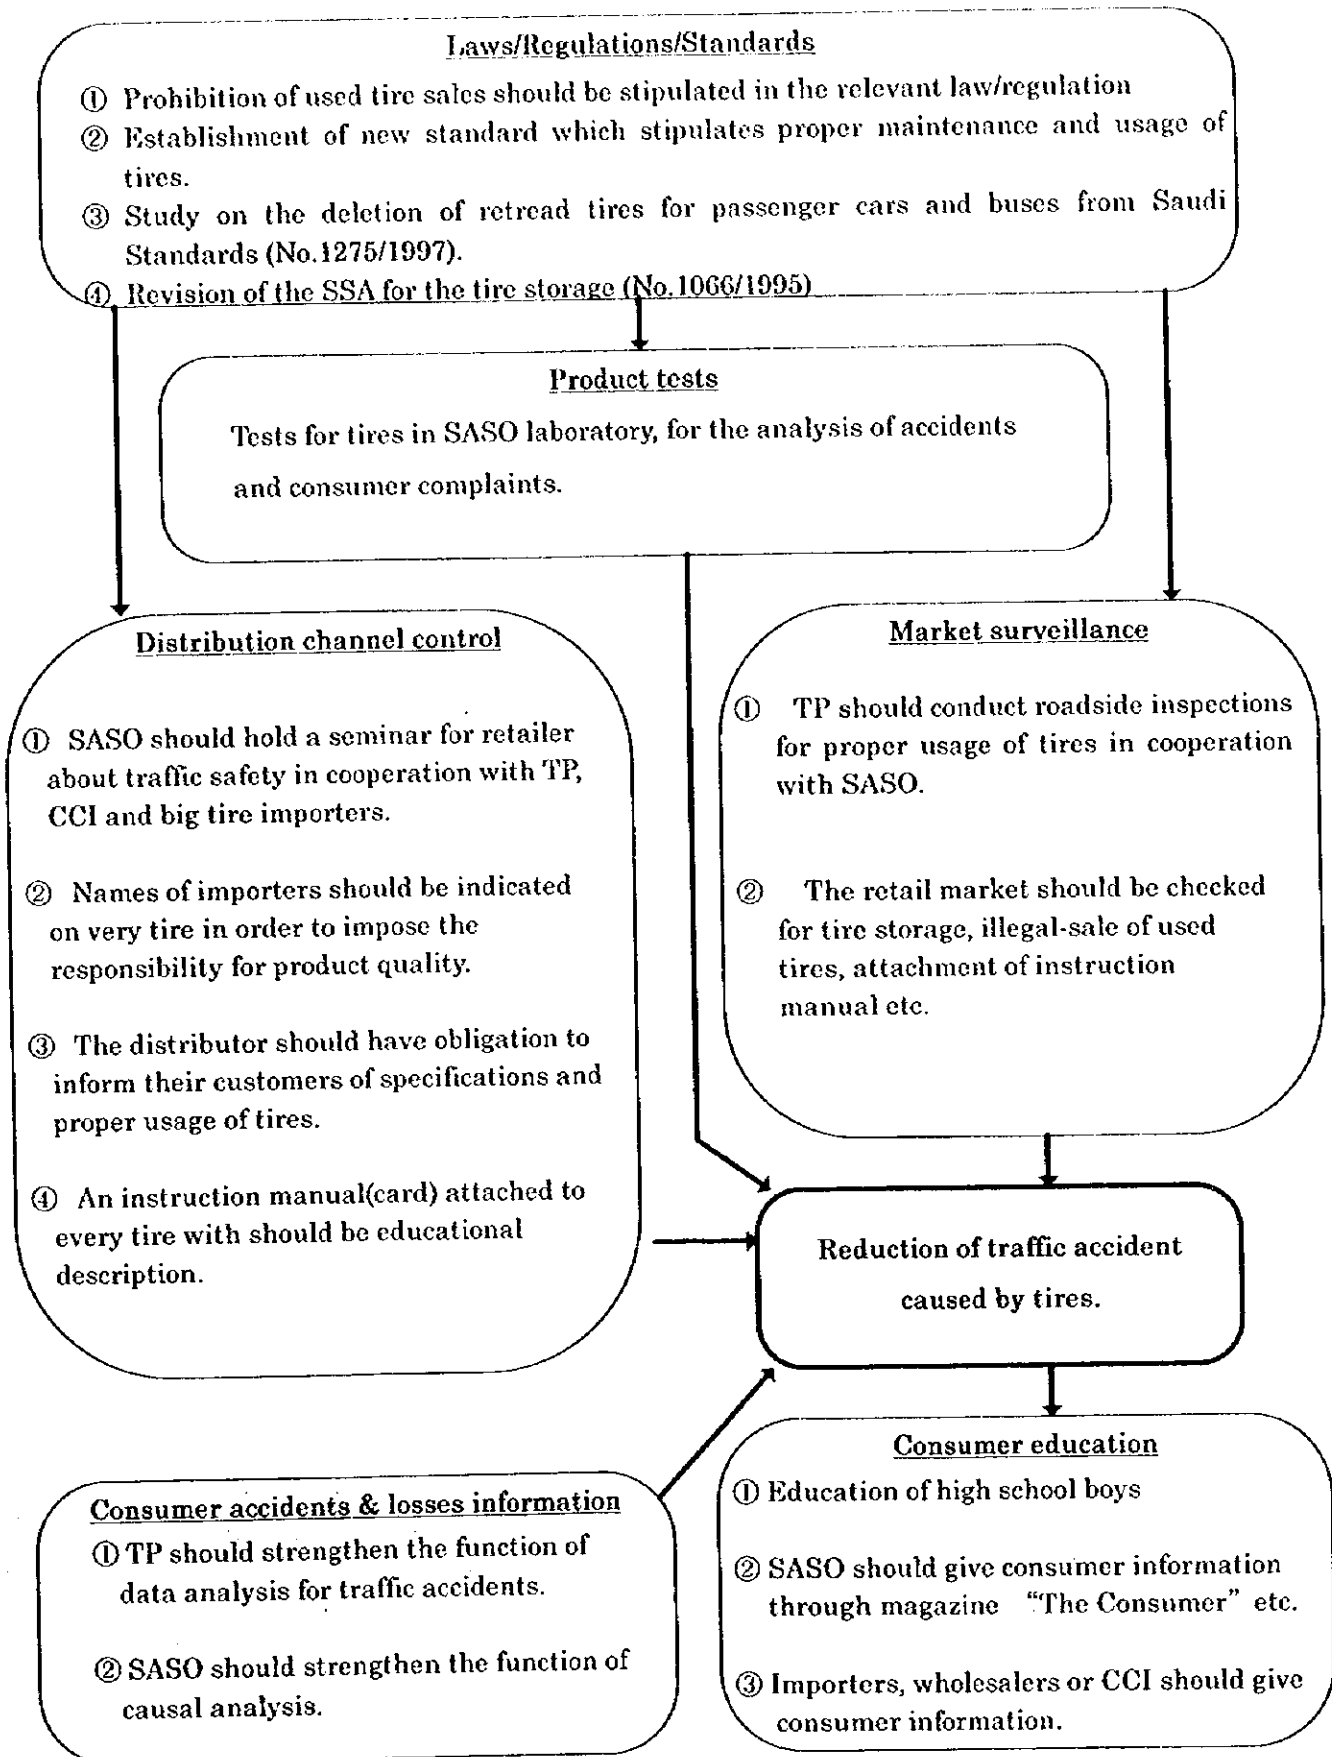 Laws/Regulations/Standards
① Prohibition of used tire sales should be stipulated in the relevant law/regulation
② Establishment of new standard which stipulates proper maintenance and usage of
tires.
③ Study on the deletion of retread tires for passenger cars and buses from Saudi
Standards (No.1275/1997).
④ Revision of the SSA for the tire storage (No.1066/1995)
Product tests
Tests for tires in SASO laboratory, for the analysis of accidents
and consumer complaints.
Distribution channel control
① SASO should hold a seminar for retailer
about traffic safety in cooperation with TP,
CCI and big tire importers.
② Names of importers should be indicated
on very tire in order to impose the
responsibility for product quality.
③ The distributor should have obligation to
inform their customers of specifications and
proper usage of tires.
④ An instruction manual(card) attached to
every tire with should be educational
description.
Market surveillance
① TP should conduct roadside inspections
for proper usage of tires in cooperation
with SASO.
② The retail market should be checked
for tire storage, illegal-sale of used
tires, attachment of instruction
manual etc.
Reduction of traffic accident
caused by tires.
Consumer accidents & losses information
① TP should strengthen the function of
data analysis for traffic accidents.
② SASO should strengthen the function of
causal analysis.
Consumer education
① Education of high school boys
② SASO should give consumer information
through magazine "The Consumer" etc.
③ Importers, wholesalers or CCI should give
consumer information.